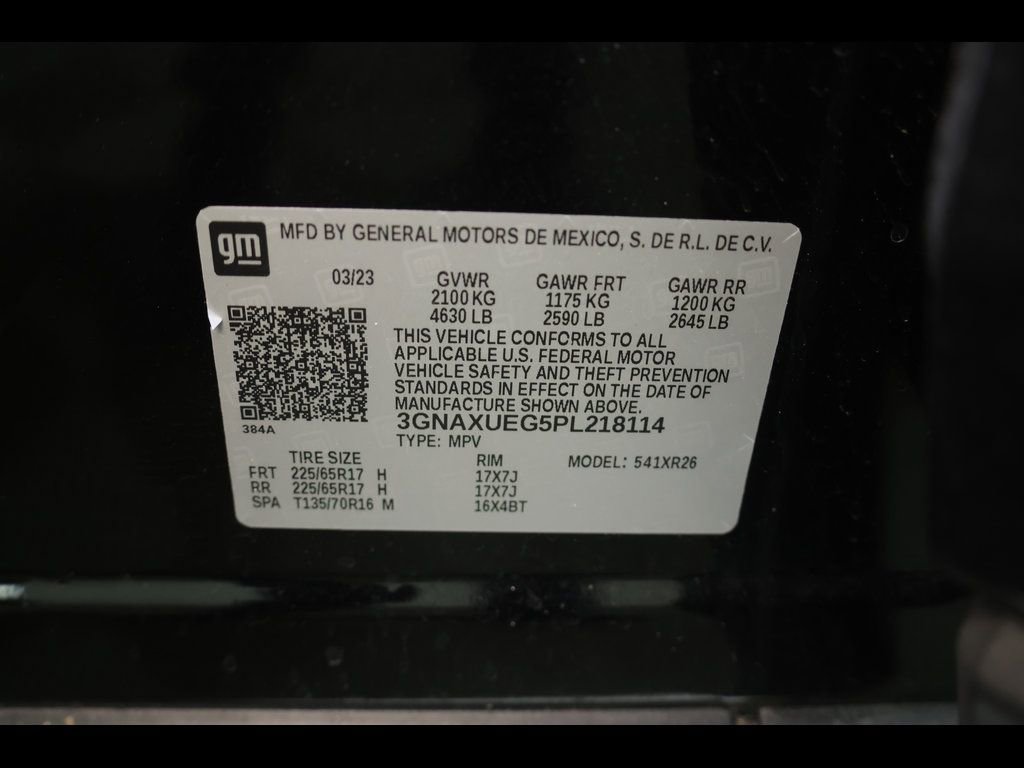 gm MFD BY GENERAL MOTORS DE MEXICO, S. DE R.L. DE C.V.
03/23 GVWR GAWR FRT GAWR RR
2100 KG 1175 KG 1200 KG
4630 LB 2590 LB 2645 LB
THIS VEHICLE CONFORMS TO ALL
APPLICABLE U.S. FEDERAL MOTOR
VEHICLE SAFETY AND THEFT PREVENTION
STANDARDS IN EFFECT ON THE DATE OF
MANUFACTURE SHOWN ABOVE.
3GNAXUEG5PL218114
384A
TYPE: MPV
TIRE SIZE RIM MODEL: 541XR26
FRT 225/65R17 H 17X7J
RR 225/65R17 H 17X7J
SPA T135/70R16 M 16X4BT